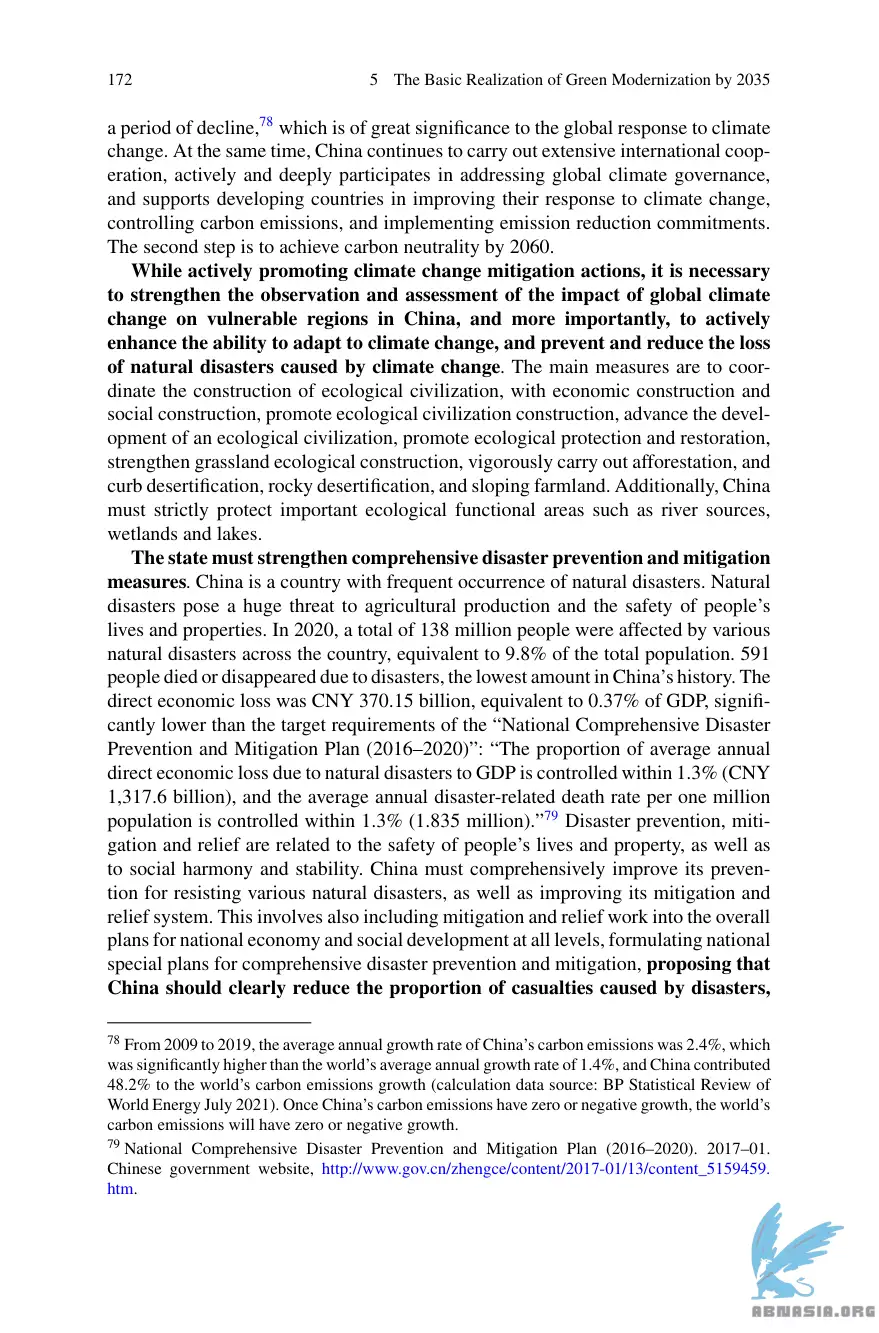 172
5 The Basic Realization of Green Modernization by 2035
a period of decline,78 which is of great significance to the global response to climate
change. At the same time, China continues to carry out extensive international coop-
eration, actively and deeply participates in addressing global climate governance,
and supports developing countries in improving their response to climate change,
controlling carbon emissions, and implementing emission reduction commitments.
The second step is to achieve carbon neutrality by 2060.
While actively promoting climate change mitigation actions, it is necessary
to strengthen the observation and assessment of the impact of global climate
change on vulnerable regions in China, and more importantly, to actively
enhance the ability to adapt to climate change, and prevent and reduce the loss
of natural disasters caused by climate change. The main measures are to coor-
dinate the construction of ecological civilization, with economic construction and
social construction, promote ecological civilization construction, advance the devel-
opment of an ecological civilization, promote ecological protection and restoration,
strengthen grassland ecological construction, vigorously carry out afforestation, and
curb desertification, rocky desertification, and sloping farmland. Additionally, China
must strictly protect important ecological functional areas such as river sources,
wetlands and lakes.
The state must strengthen comprehensive disaster prevention and mitigation
measures. China is a country with frequent occurrence of natural disasters. Natural
disasters pose a huge threat to agricultural production and the safety of people's
lives and properties. In 2020, a total of 138 million people were affected by various
natural disasters across the country, equivalent to 9.8% of the total population. 591
people died or disappeared due to disasters, the lowest amount in China's history. The
direct economic loss was CNY 370.15 billion, equivalent to 0.37% of GDP, signifi-
cantly lower than the target requirements of the “National Comprehensive Disaster
Prevention and Mitigation Plan (2016–2020)”: “The proportion of average annual
direct economic loss due to natural disasters to GDP is controlled within 1.3% (CNY
1,317.6 billion), and the average annual disaster-related death rate per one million
population is controlled within 1.3% (1.835 million).”79 Disaster prevention, miti-
gation and relief are related to the safety of people's lives and property, as well as
to social harmony and stability. China must comprehensively improve its preven-
tion for resisting various natural disasters, as well as improving its mitigation and
relief system. This involves also including mitigation and relief work into the overall
plans for national economy and social development at all levels, formulating national
special plans for comprehensive disaster prevention and mitigation, proposing that
China should clearly reduce the proportion of casualties caused by disasters,
78 From 2009 to 2019, the average annual growth rate of China's carbon emissions was 2.4%, which
was significantly higher than the world's average annual growth rate of 1.4%, and China contributed
48.2% to the world's carbon emissions growth (calculation data source: BP Statistical Review of
World Energy July 2021). Once China's carbon emissions have zero or negative growth, the world's
carbon emissions will have zero or negative growth.
79 National Comprehensive Disaster Prevention and Mitigation Plan (2016–2020). 2017–01.
Chinese government website, http://www.gov.cn/zhengce/content/2017-01/13/content_5159459.
htm.
ABNASIA.ORG